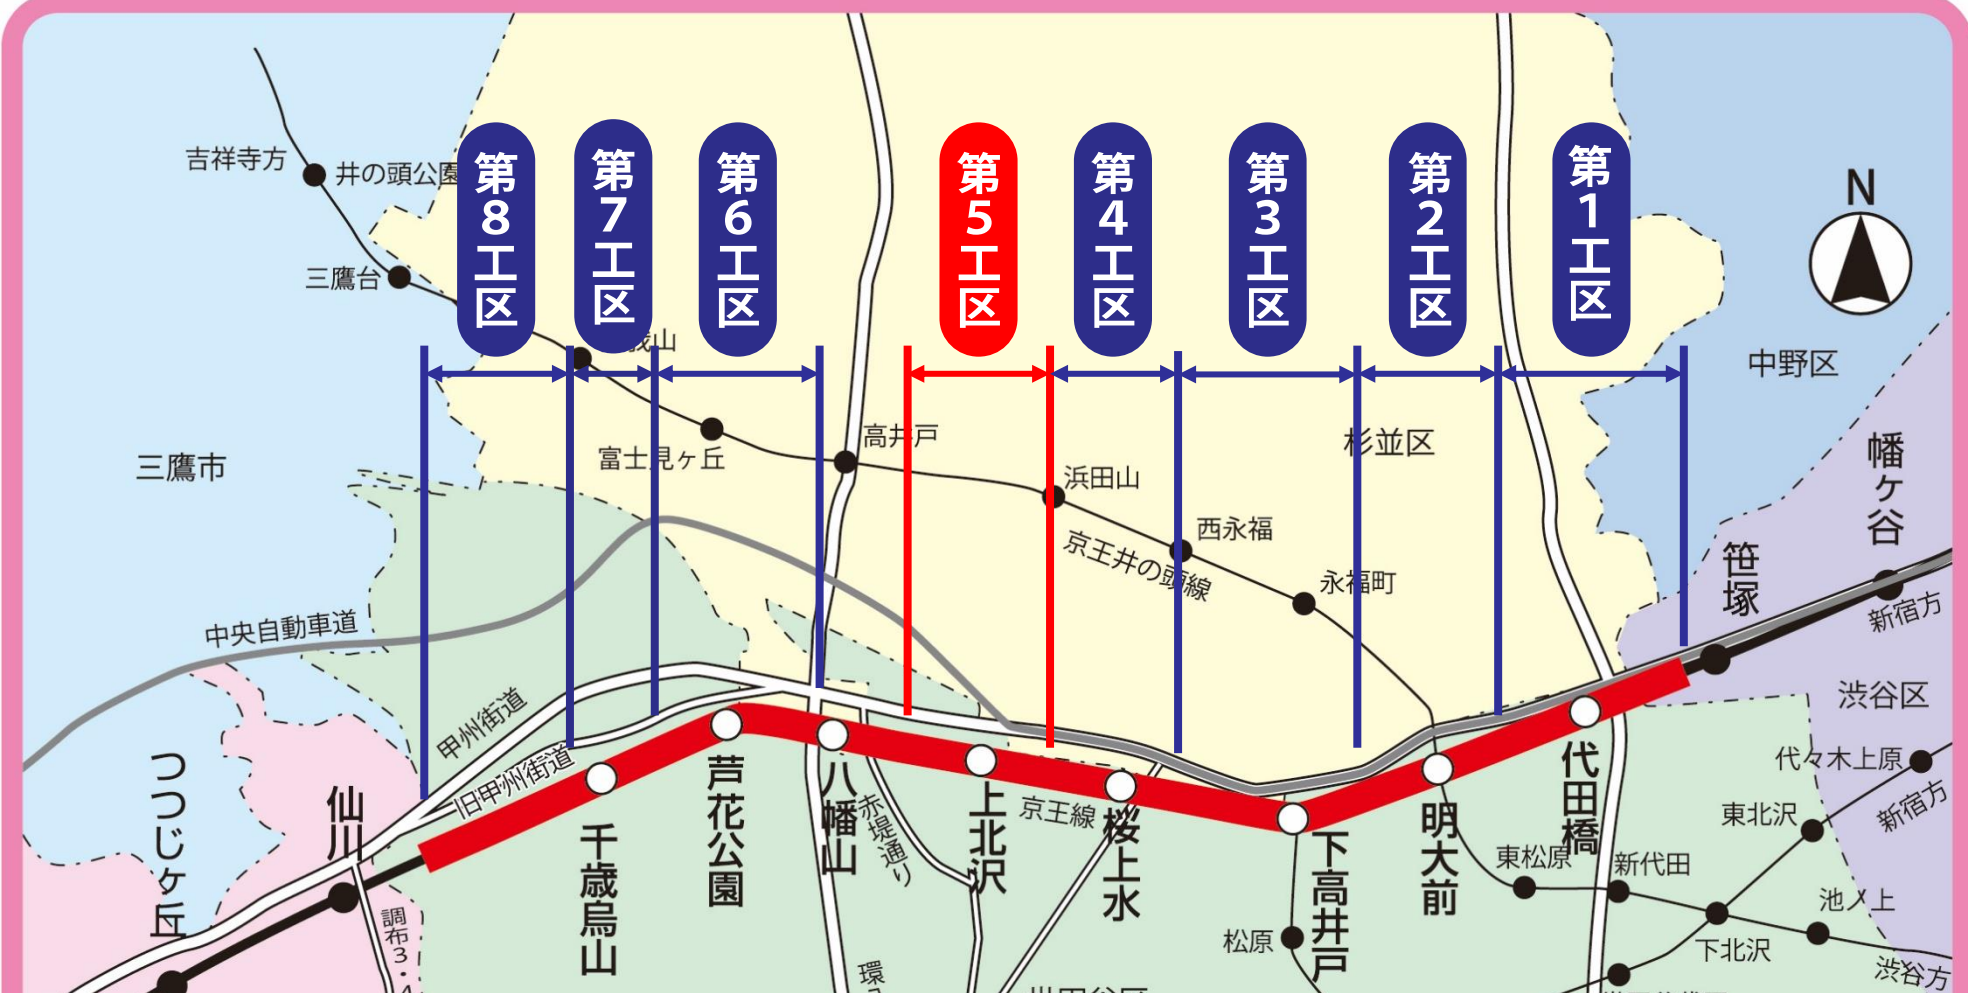 第8工区
第7工区
第6工区
第5工区
第4工区
第3工区
第2工区
第1工区
N
吉祥寺方
井の頭公園
三鷹台
山
富士見ヶ丘
高井戸
浜田山
西永福
永福町
京王井の頭線
杉並区
中野区
三鷹市
幡ヶ谷
笹塚
新宿方
渋谷区
中央自動車道
甲州街道
旧甲州街道
つつじヶ丘
仙川
千歳烏山
芦花公園
八幡山
赤堤通り
上北沢
京王線
桜上水
下高井戸
明大前
代田橋
代々木上原
新宿方
東北沢
東松原
新代田
池ノ上
下北沢
松原
渋谷方
調布3・4
環
世田谷区